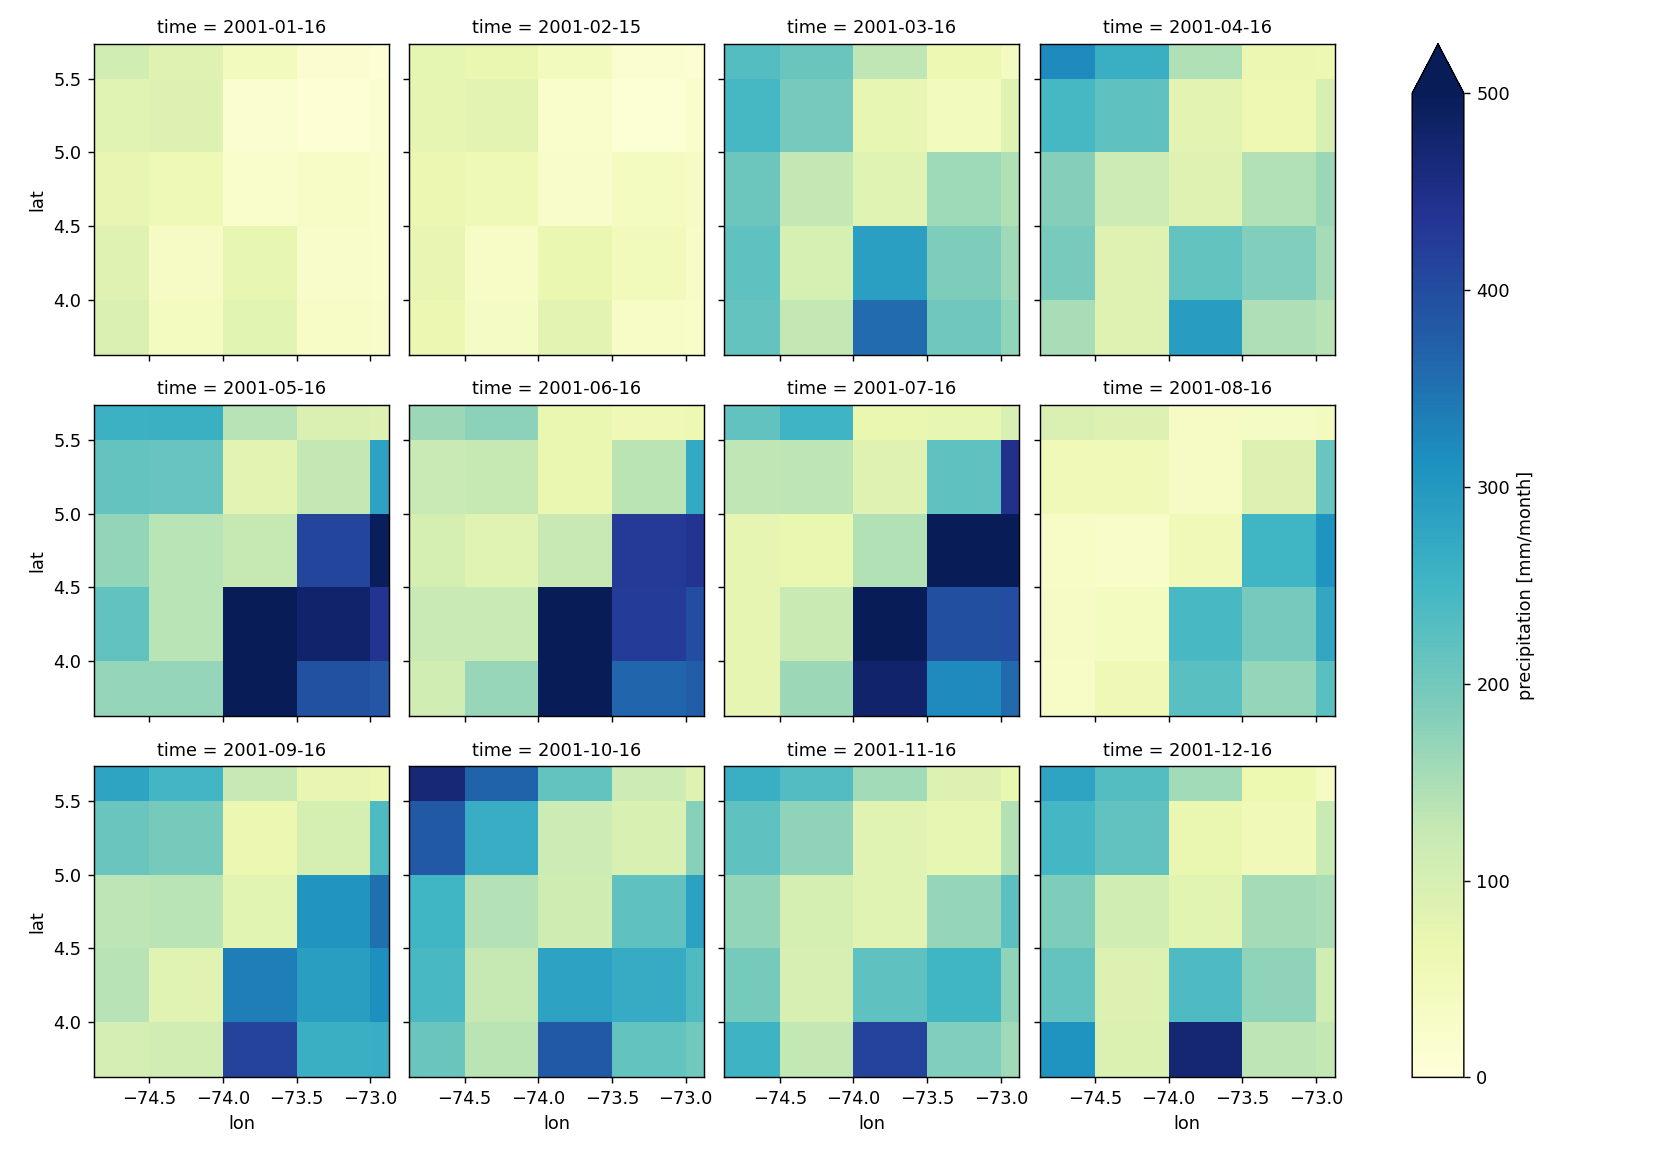 time = 2001-01-16 time = 2001-02-15 time = 2001-03-16 time = 2001-04-16
5.5
5.0
4.5
4.0
lat
time = 2001-05-16 time = 2001-06-16 time = 2001-07-16 time = 2001-08-16
5.5
5.0
4.5
4.0
lat
time = 2001-09-16 time = 2001-10-16 time = 2001-11-16 time = 2001-12-16
5.5
5.0
4.5
4.0
lat
−74.5 −74.0 −73.5 −73.0 −74.5 −74.0 −73.5 −73.0 −74.5 −74.0 −73.5 −73.0 −74.5 −74.0 −73.5 −73.0
lon lon lon lon
500
400
300
200
100
0
precipitation [mm/month]